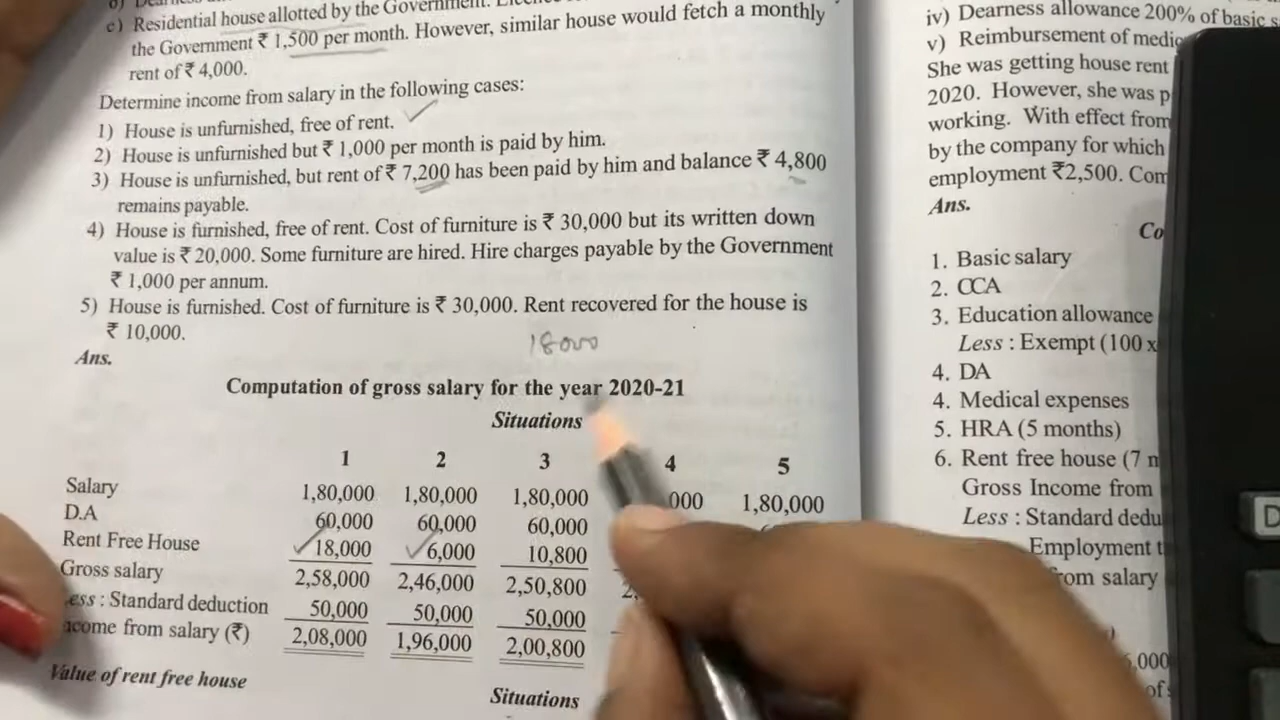 c) Residential house allotted by the Government.
the Government ₹ 1,500 per month. However, similar house would fetch a monthly
rent of ₹ 4,000.
Determine income from salary in the following cases:
1) House is unfurnished, free of rent.
2) House is unfurnished but ₹ 1,000 per month is paid by him.
3) House is unfurnished, but rent of ₹ 7,200 has been paid by him and balance ₹ 4,800
remains payable.
4) House is furnished, free of rent. Cost of furniture is ₹ 30,000 but its written down
value is ₹ 20,000. Some furniture are hired. Hire charges payable by the Government
₹ 1,000 per annum.
5) House is furnished. Cost of furniture is ₹ 30,000. Rent recovered for the house is
₹ 10,000.
18000
Ans.
Computation of gross salary for the year 2020-21
Situations
1 2 3 4 5
Salary 1,80,000 1,80,000 1,80,000 000 1,80,000
D.A 60,000 60,000 60,000
Rent Free House 18,000 6,000 10,800
Gross salary 2,58,000 2,46,000 2,50,800 2,
ess : Standard deduction 50,000 50,000 50,000
come from salary (₹) 2,08,000 1,96,000 2,00,800
Value of rent free house
Situations
iv) Dearness allowance 200% of basic s
v) Reimbursement of medic
She was getting house rent
2020. However, she was p
working. With effect from
by the company for which
employment ₹2,500. Com
Ans.
Co
1. Basic salary
2. CCA
3. Education allowance
Less : Exempt (100 x
4. DA
4. Medical expenses
5. HRA (5 months)
6. Rent free house (7 n
Gross Income from
Less : Standard dedu
Employment t
om salary
,000
of
D